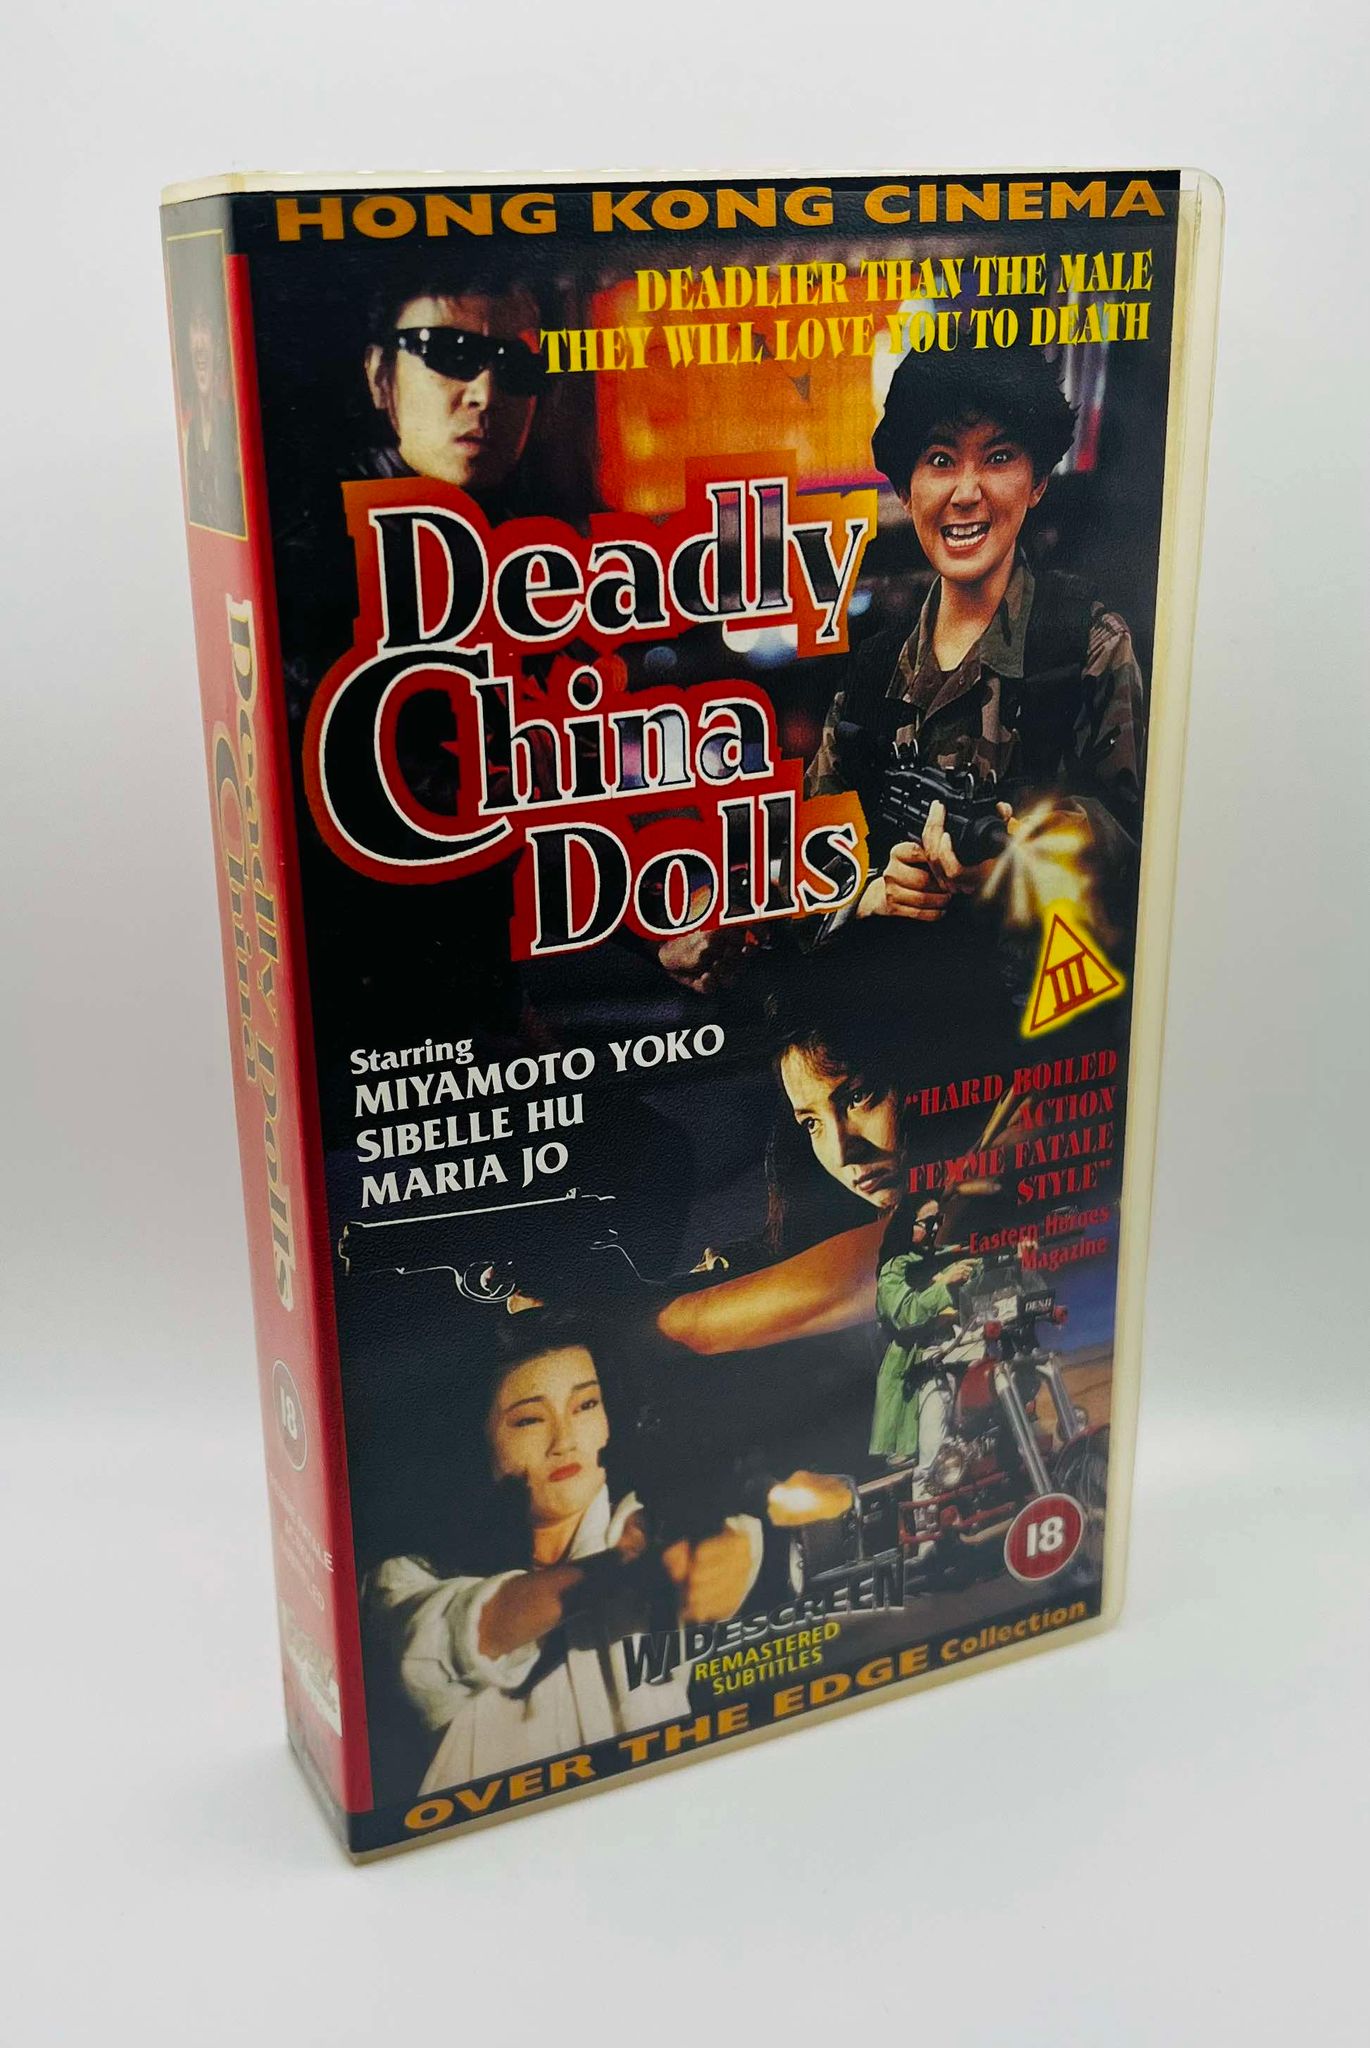 HONG KONG CINEMA
DEADLIER THAN THE MALE
THEY WILL LOVE YOU TO DEATH
Deadly
China
Dolls
III
Starring
MIYAMOTO YOKO
SIBELLE HU
MARIA JO
"HARD BOILED
ACTION
FEMME FATALE
STYLE"
Eastern Heroes
Magazine
18
WIDESCREEN
REMASTERED
SUBTITLES
OVER THE EDGE Collection
Deadly Dolls
China
18